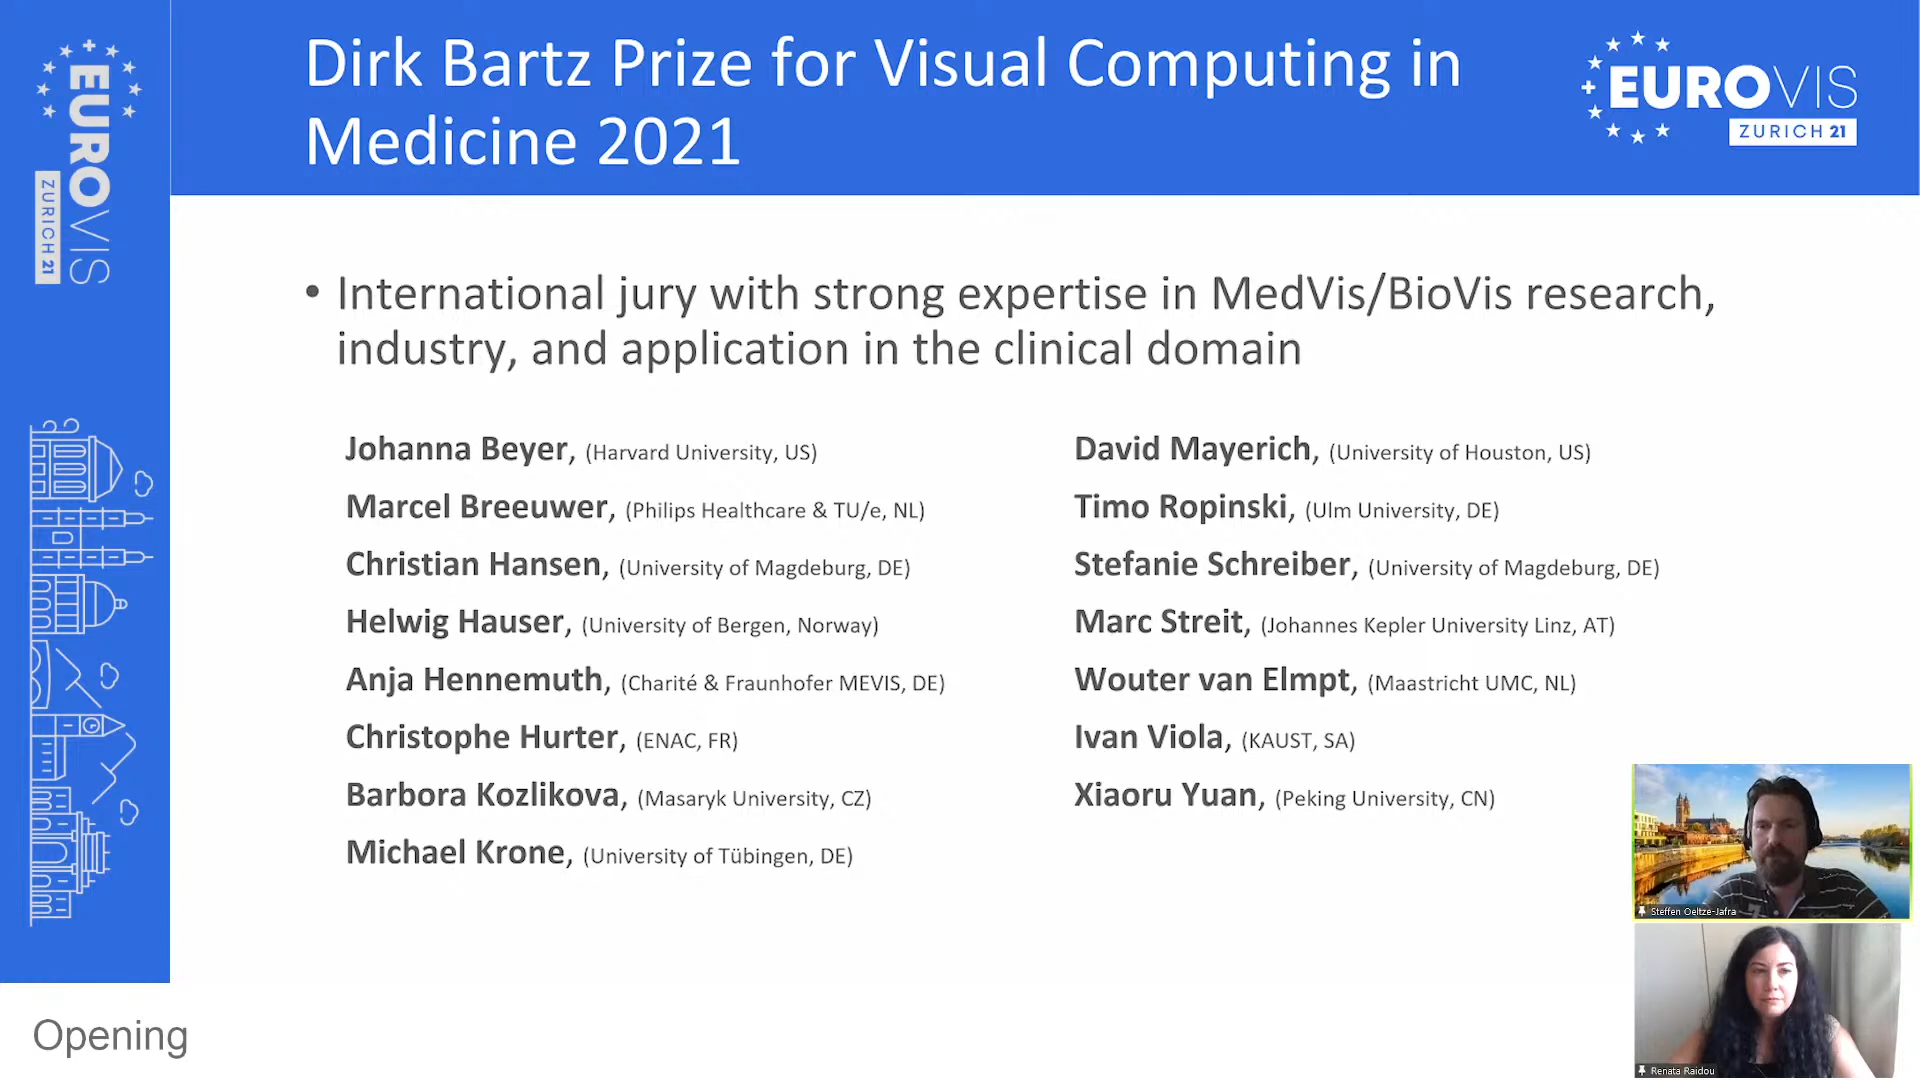 EUROVIS
ZURICH 21
Dirk Bartz Prize for Visual Computing in
Medicine 2021
EUROVIS
ZURICH 21
• International jury with strong expertise in MedVis/BioVis research,
industry, and application in the clinical domain
Johanna Beyer, (Harvard University, US)
Marcel Breeuwer, (Philips Healthcare & TU/e, NL)
Christian Hansen, (University of Magdeburg, DE)
Helwig Hauser, (University of Bergen, Norway)
Anja Hennemuth, (Charité & Fraunhofer MEVIS, DE)
Christophe Hurter, (ENAC, FR)
Barbora Kozlikova, (Masaryk University, CZ)
Michael Krone, (University of Tübingen, DE)
David Mayerich, (University of Houston, US)
Timo Ropinski, (Ulm University, DE)
Stefanie Schreiber, (University of Magdeburg, DE)
Marc Streit, (Johannes Kepler University Linz, AT)
Wouter van Elmpt, (Maastricht UMC, NL)
Ivan Viola, (KAUST, SA)
Xiaoru Yuan, (Peking University, CN)
Steffen Oeltze-Jafra
Renata Raidou
Opening